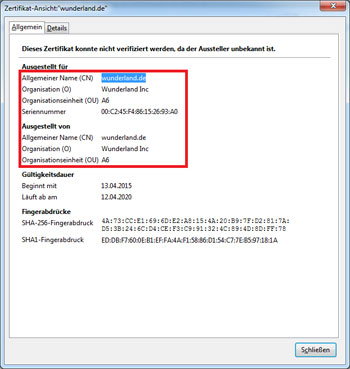 Zertifikat-Ansicht:"wunderland.de"
Allgemein Details
Dieses Zertifikat konnte nicht verifiziert werden, da der Aussteller unbekannt ist.
Ausgestellt für
Allgemeiner Name (CN) wunderland.de
Organisation (O) Wunderland Inc
Organisationseinheit (OU) A6
Seriennummer 00:C2:45:F4:86:15:26:93:A0
Ausgestellt von
Allgemeiner Name (CN) wunderland.de
Organisation (O) Wunderland Inc
Organisationseinheit (OU) A6
Gültigkeitsdauer
Beginnt mit 13.04.2015
Läuft ab am 12.04.2020
Fingerabdrücke
SHA-256-Fingerabdruck 4A:73:CC:E1:69:6D:E2:A8:15:4A:20:B9:7F:D2:81:7A:
D5:3B:24:6C:D4:CE:F3:C9:91:32:4C:89:4D:8D:FF:78
SHA1-Fingerabdruck ED:DB:F7:60:0E:B1:EF:FA:4A:F1:58:86:D1:54:C7:7E:B5:97:18:1A
Schließen